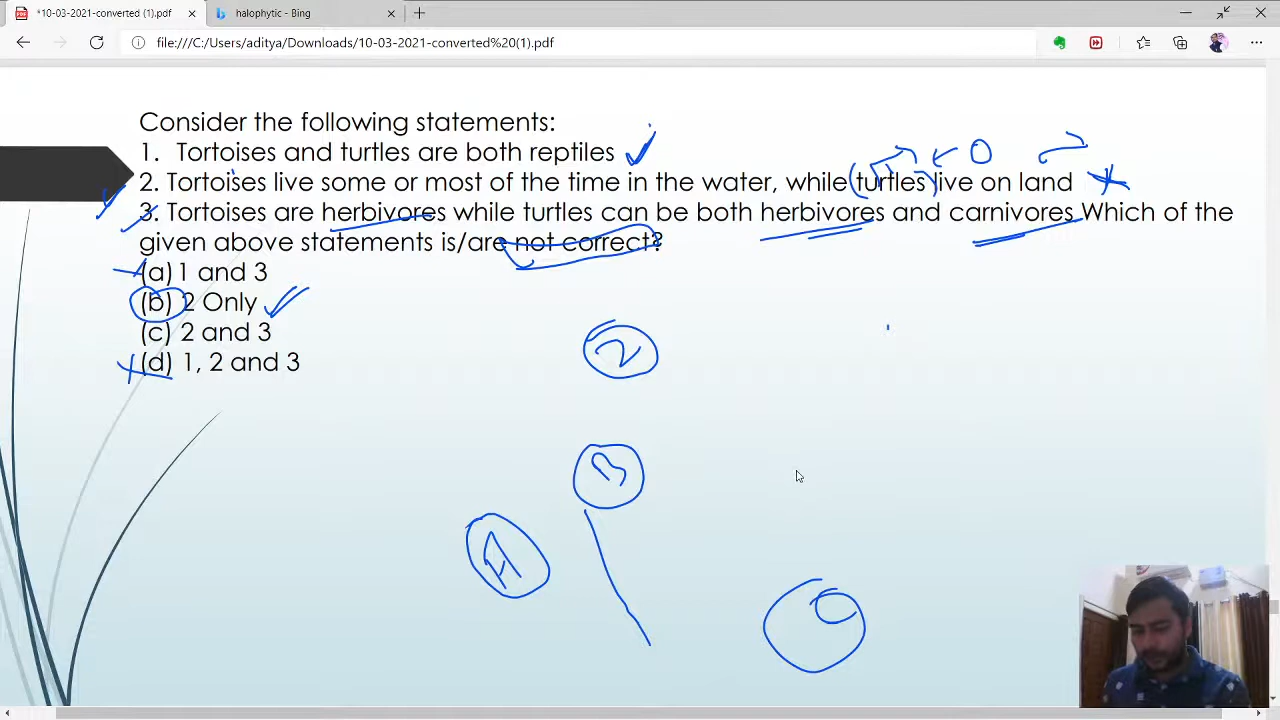 *10-03-2021-converted (1).pdf
halophytic - Bing
file:///C:/Users/aditya/Downloads/10-03-2021-converted%20(1).pdf
Consider the following statements:
1. Tortoises and turtles are both reptiles
2. Tortoises live some or most of the time in the water, while (turtles) live on land
3. Tortoises are herbivores while turtles can be both herbivores and carnivores Which of the
given above statements is/are not correct?
(a) 1 and 3
(b) 2 Only
(c) 2 and 3
(d) 1, 2 and 3
2